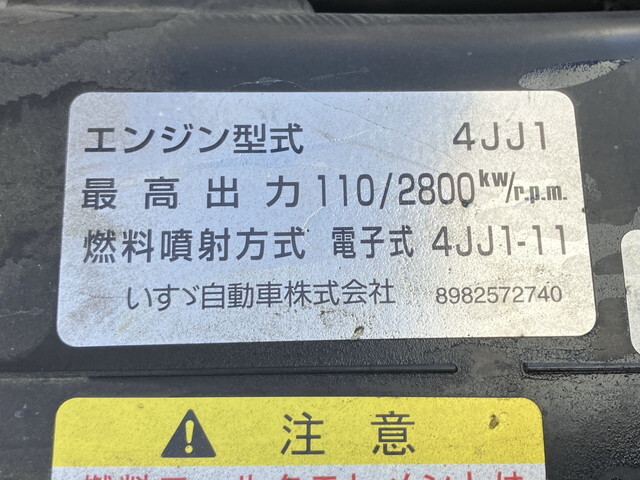 エンジン型式 4JJ1
最高出力 110/2800 kw/r.p.m.
燃料噴射方式 電子式 4JJ1-11
いすゞ自動車株式会社 8982572740
注意